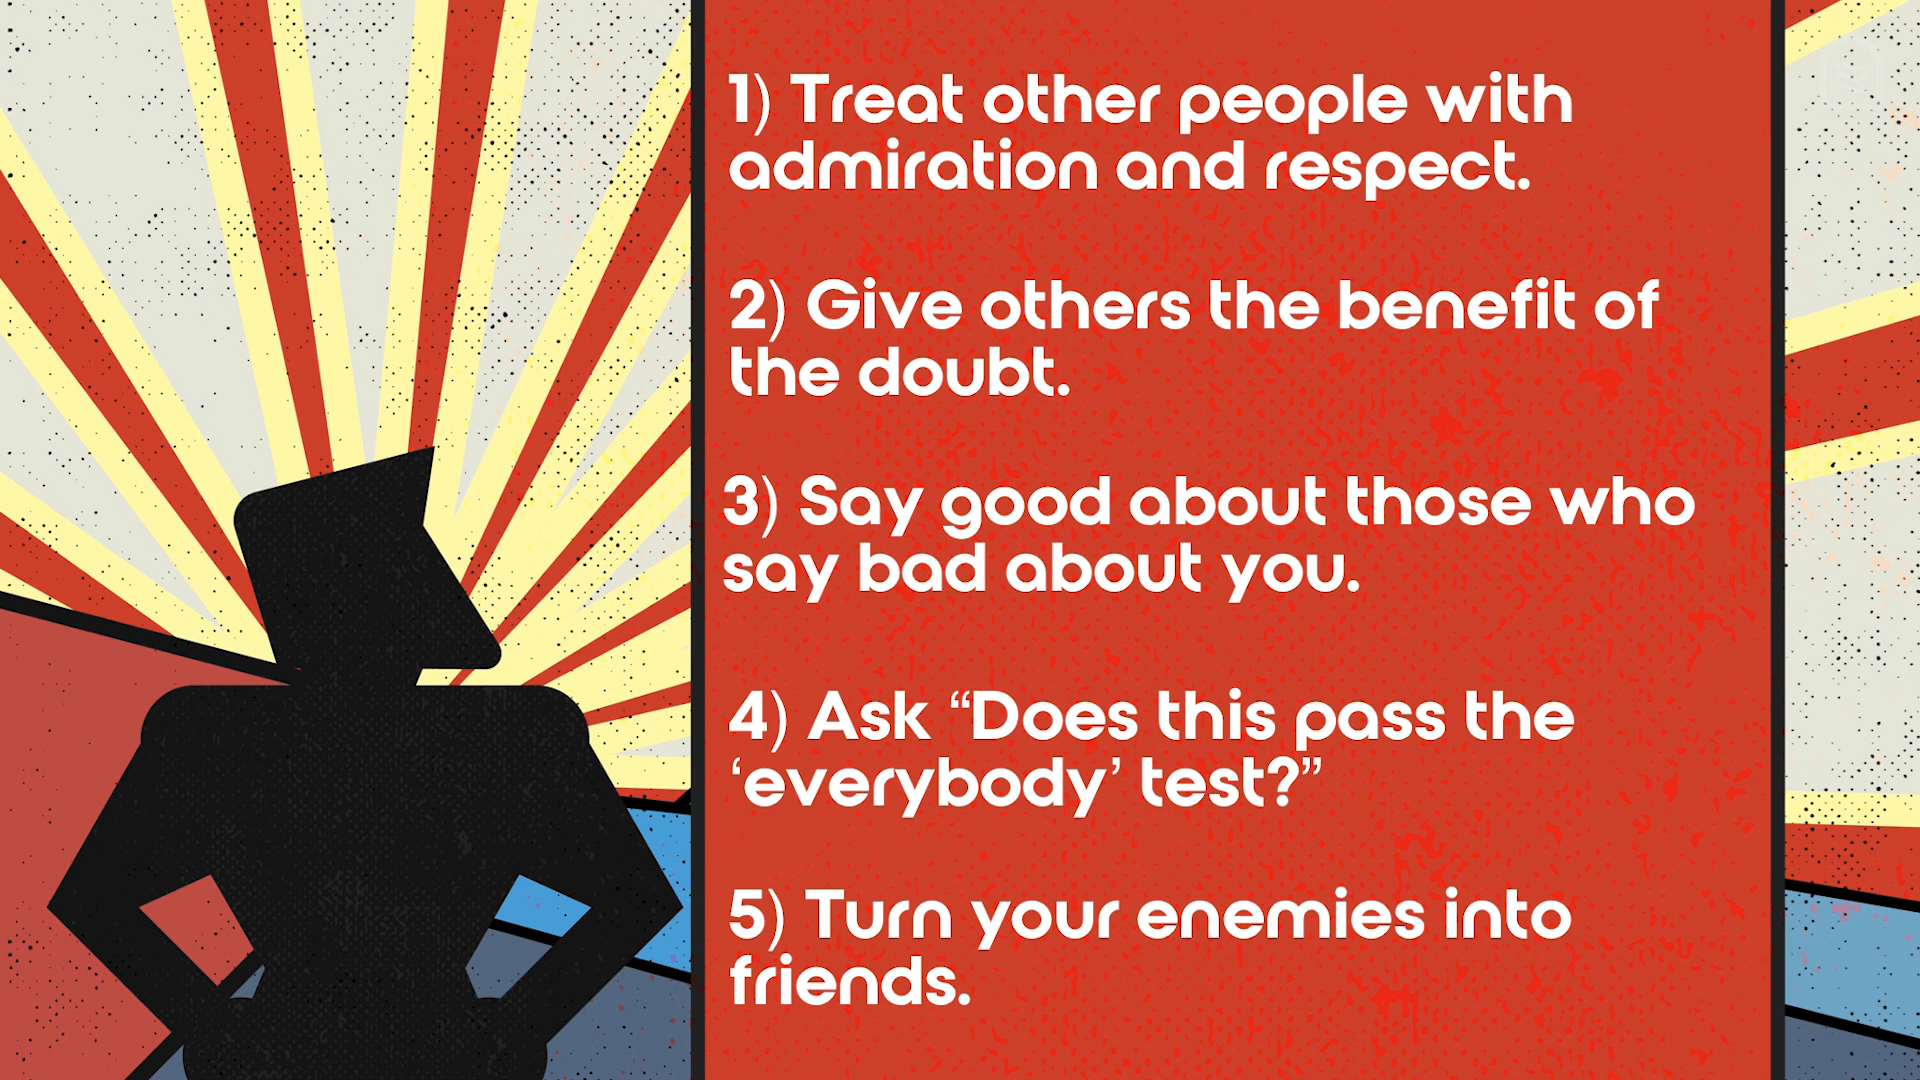 1) Treat other people with
admiration and respect.
2) Give others the benefit of
the doubt.
3) Say good about those who
say bad about you.
4) Ask “Does this pass the
‘everybody’ test?”
5) Turn your enemies into
friends.